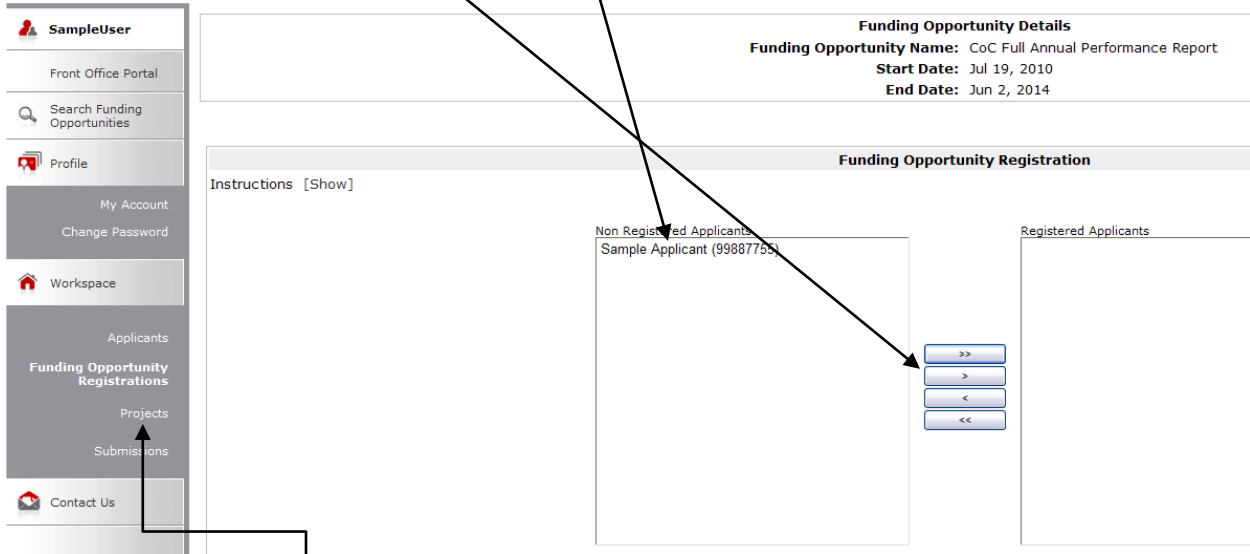 SampleUser
Front Office Portal
Search Funding
Opportunities
Profile
My Account
Change Password
Workspace
Applicants
Funding Opportunity
Registrations
Projects
Submissions
Contact Us
Funding Opportunity Details
Funding Opportunity Name: CoC Full Annual Performance Report
Start Date: Jul 19, 2010
End Date: Jun 2, 2014
Funding Opportunity Registration
Instructions [Show]
Non Registered Applicants
Sample Applicant (99887755)
>>
>
<
<<
Registered Applicants